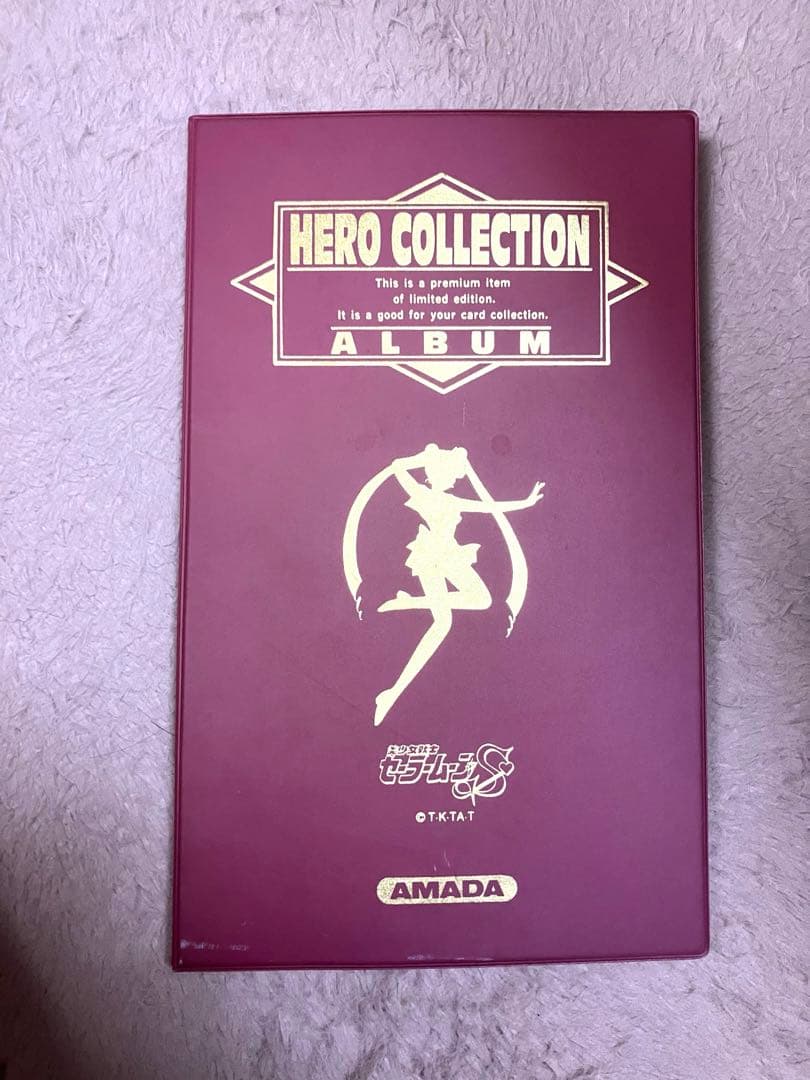 HERO COLLECTION
This is a premium item
of limited edition.
It is a good for your card collection.
ALBUM
美少女戦士
セーラームーンS
©T·K·TA·T
AMADA